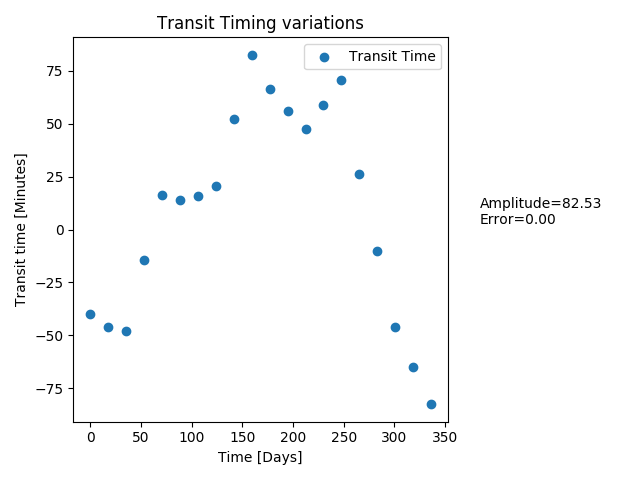 Transit Timing variations
Transit Time
75
50
25
0
−25
−50
−75
Transit time [Minutes]
Amplitude=82.53
Error=0.00
0 50 100 150 200 250 300 350
Time [Days]